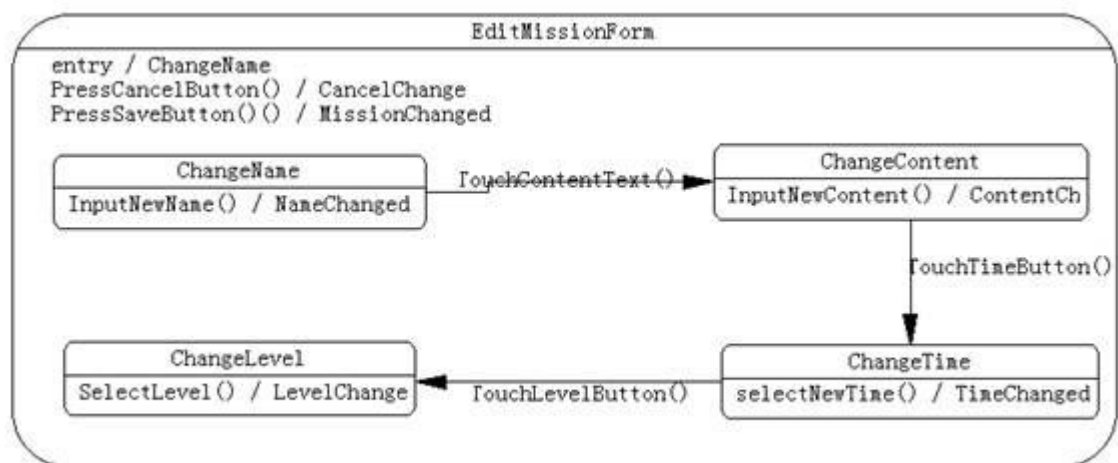 EditMissionForm
entry / ChangeName
PressCancelButton() / CancelChange
PressSaveButton()() / MissionChanged
ChangeName
InputNewName() / NameChanged
TouchContentText()
ChangeContent
InputNewContent() / ContentCh
TouchTimeButton()
ChangeLevel
SelectLevel() / LevelChange
TouchLevelButton()
ChangeTime
selectNewTime() / TimeChanged